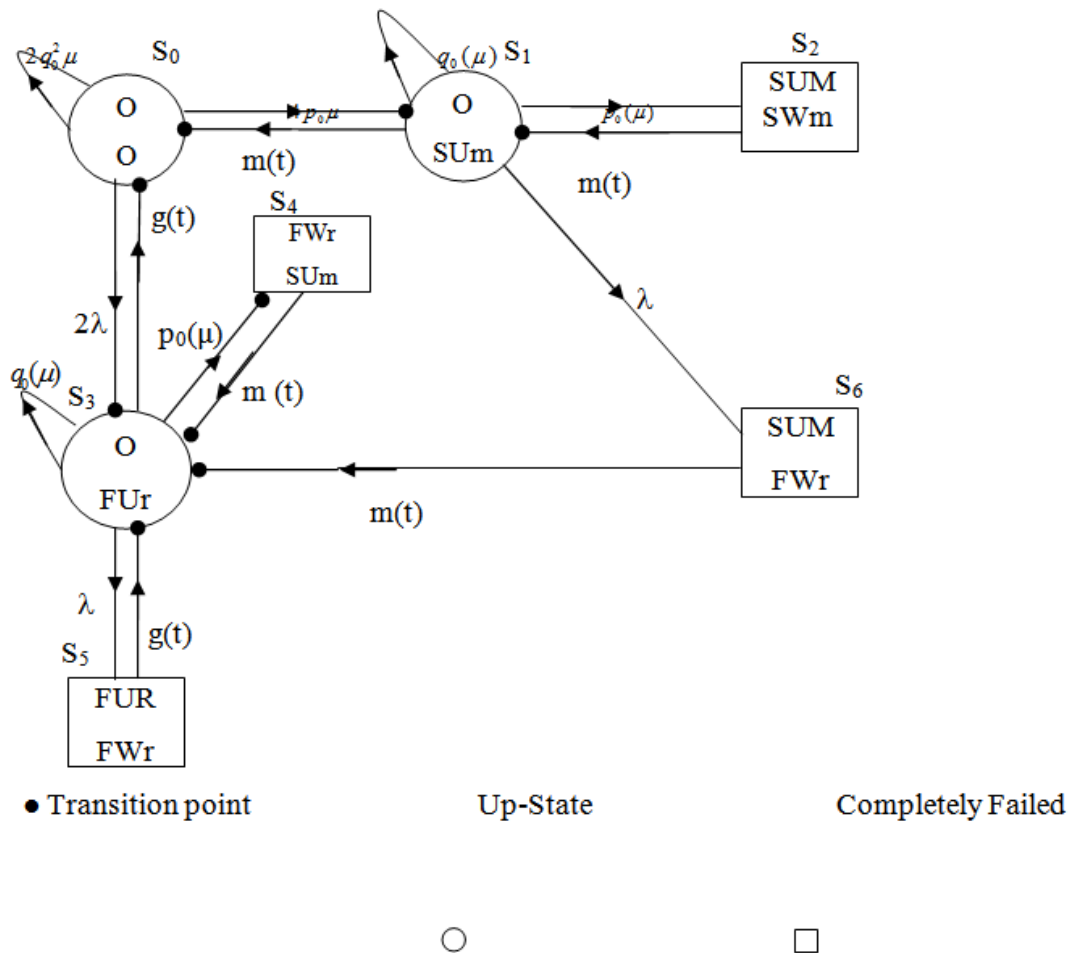 2q₀²μ
S₀
O
O
p₀μ
m(t)
q₀(μ)
S₁
O
SUm
p₀(μ)
m(t)
S₂
SUM
SWm
g(t)
S₄
FWr
SUm
2λ
p₀(μ)
m (t)
λ
q₀(μ)
S₃
O
FUr
m(t)
S₆
SUM
FWr
λ
g(t)
S₅
FUR
FWr
● Transition point Up-State Completely Failed